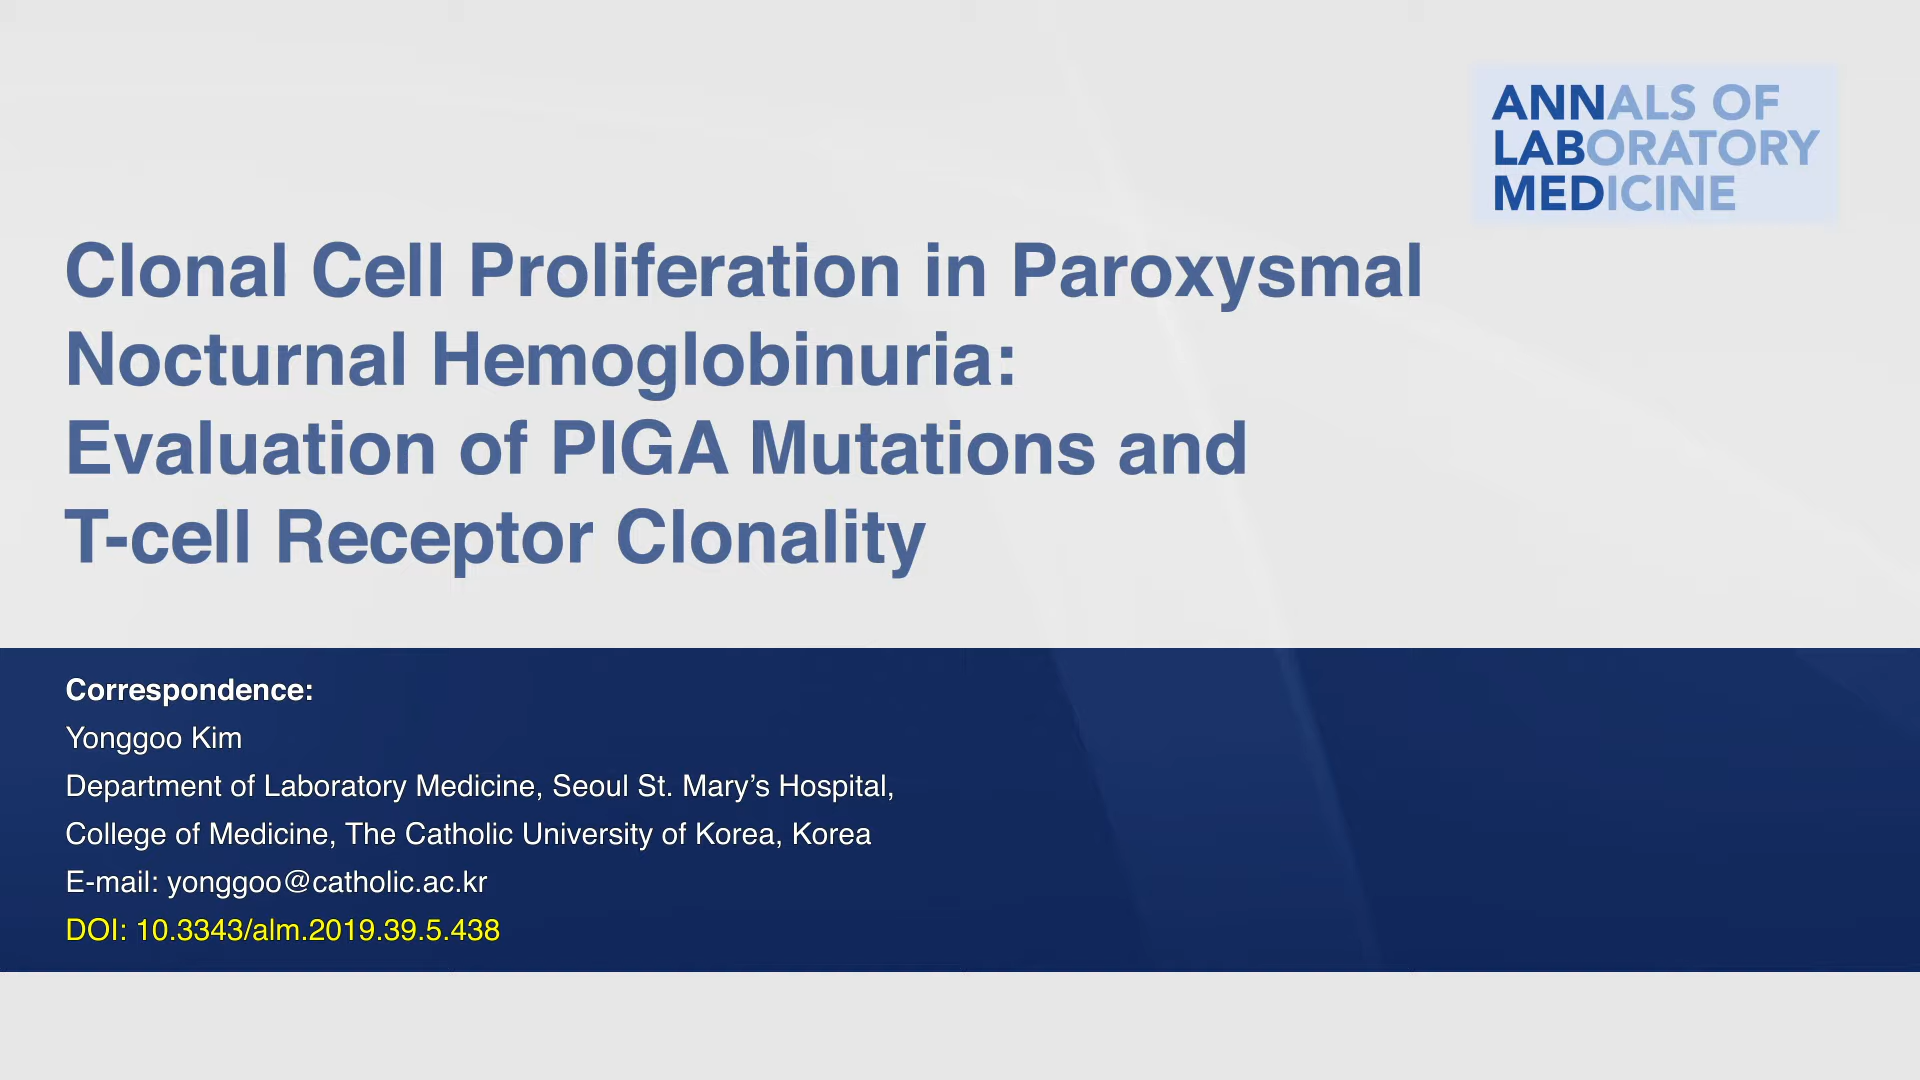 ANNALS OF
LABORATORY
MEDICINE
Clonal Cell Proliferation in Paroxysmal
Nocturnal Hemoglobinuria:
Evaluation of PIGA Mutations and
T-cell Receptor Clonality
Correspondence:
Yonggoo Kim
Department of Laboratory Medicine, Seoul St. Mary’s Hospital,
College of Medicine, The Catholic University of Korea, Korea
E-mail: yonggoo@catholic.ac.kr
DOI: 10.3343/alm.2019.39.5.438